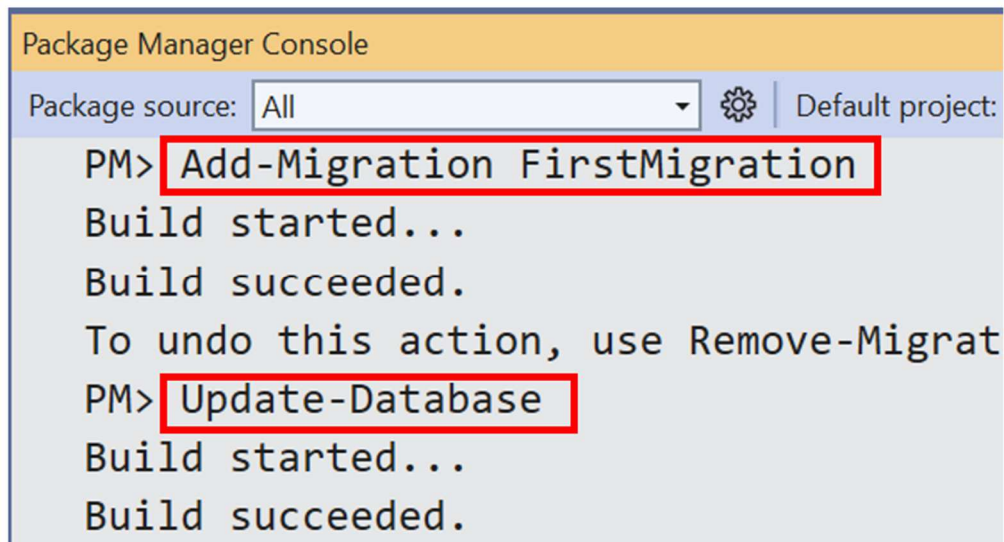 Package Manager Console
Package source: All Default project:
PM> Add-Migration FirstMigration
Build started...
Build succeeded.
To undo this action, use Remove-Migrat
PM> Update-Database
Build started...
Build succeeded.